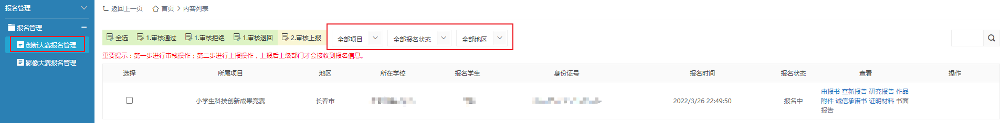 报名管理
报名管理
创新大赛报名管理
影像大赛报名管理
返回上一页 首页 > 内容列表
全选 1.审核通过 1.审核拒绝 1.审核退回 2.审核上报 全部项目 全部报名状态 全部地区
重要提示：第一步进行审核操作；第二步进行上报操作，上报后上级部门才会接收到报名信息。
选择 所属项目 地区 所在学校 报名学生 身份证号 报名时间 报名状态 查看 操作
小学生科技创新成果竞赛 长春市 2022/3/26 22:49:50 报名中
申报书 查新报告 研究报告 作品
附件 诚信承诺书 证明材料 书面
报告